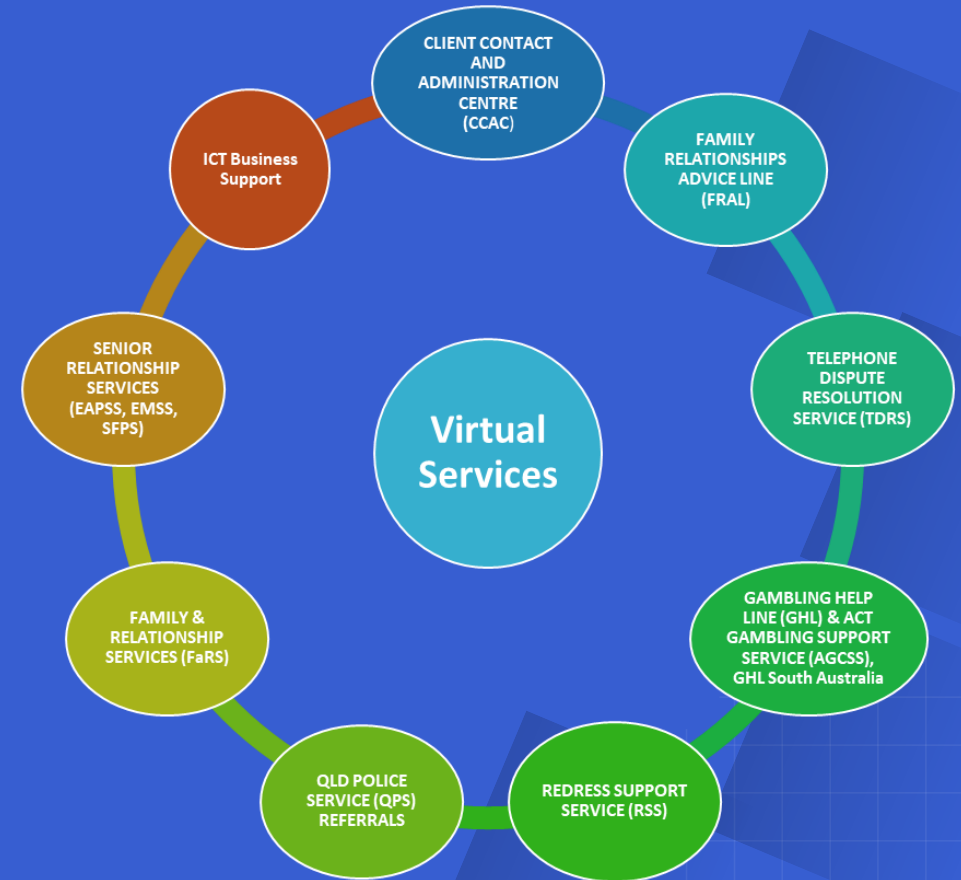 CLIENT CONTACT
AND
ADMINISTRATION
CENTRE
(CCAC)
FAMILY
RELATIONSHIPS
ADVICE LINE
(FRAL)
TELEPHONE
DISPUTE
RESOLUTION
SERVICE (TDRS)
GAMBLING HELP
LINE (GHL) & ACT
GAMBLING SUPPORT
SERVICE (AGCSS),
GHL South Australia
REDRESS SUPPORT
SERVICE (RSS)
QLD POLICE
SERVICE (QPS)
REFERRALS
FAMILY &
RELATIONSHIP
SERVICES (FaRS)
SENIOR
RELATIONSHIP
SERVICES
(EAPSS, EMSS,
SFPS)
ICT Business
Support
Virtual
Services